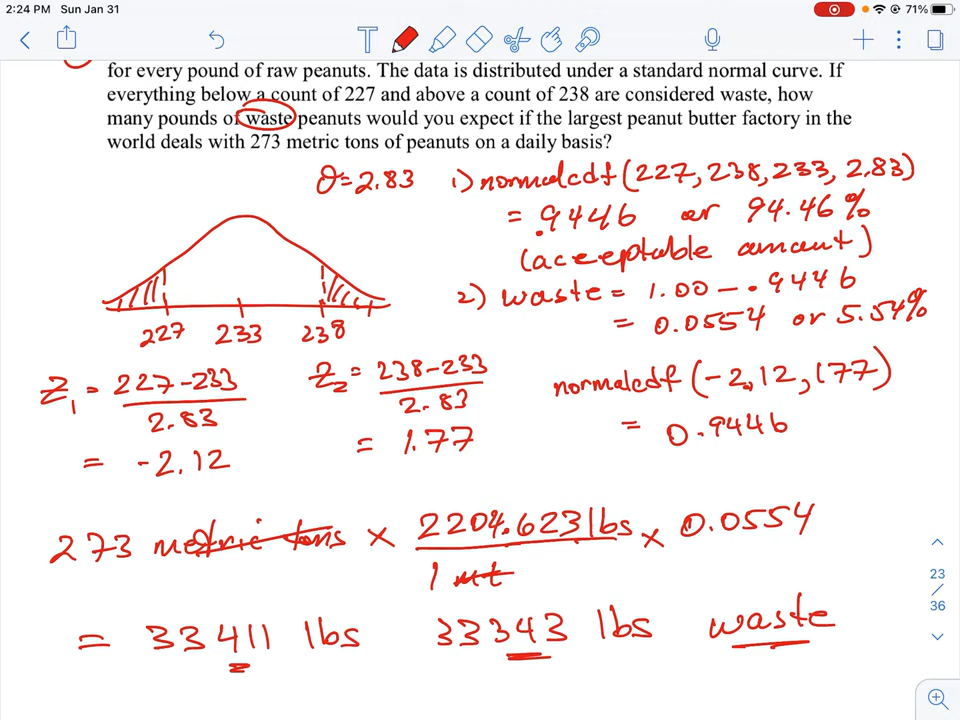 2:24 PM Sun Jan 31
71%
for every pound of raw peanuts. The data is distributed under a standard normal curve. If
everything below a count of 227 and above a count of 238 are considered waste, how
many pounds of waste peanuts would you expect if the largest peanut butter factory in the
world deals with 273 metric tons of peanuts on a daily basis?
σ=2.83
1) normalcdf (227, 238, 233, 2.83)
= .9446 or 94.46%
(acceptable amount)
2) waste = 1.00 - .9446
= 0.0554 or 5.54%
227 233 238
Z1 = 227-233 / 2.83
= -2.12
Z2 = 238-233 / 2.83
= 1.77
normalcdf (-2.12, 177)
= 0.9446
273 metric tons x 2204.623 lbs / 1 mt x 0.0554
= 33411 lbs 33343 lbs waste
23
/
36